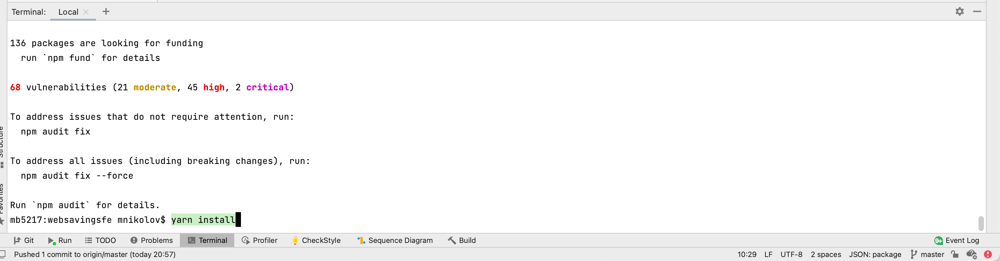 Terminal: Local
136 packages are looking for funding
run `npm fund` for details
68 vulnerabilities (21 moderate, 45 high, 2 critical)
To address issues that do not require attention, run:
npm audit fix
To address all issues (including breaking changes), run:
npm audit fix --force
Run `npm audit` for details.
mb5217:websavingsfe mnikolov$ yarn install
Structure
Favorites
Git Run TODO Problems Terminal Profiler CheckStyle Sequence Diagram Build 9+ Event Log
Pushed 1 commit to origin/master (today 20:57) 10:29 LF UTF-8 2 spaces JSON: package master